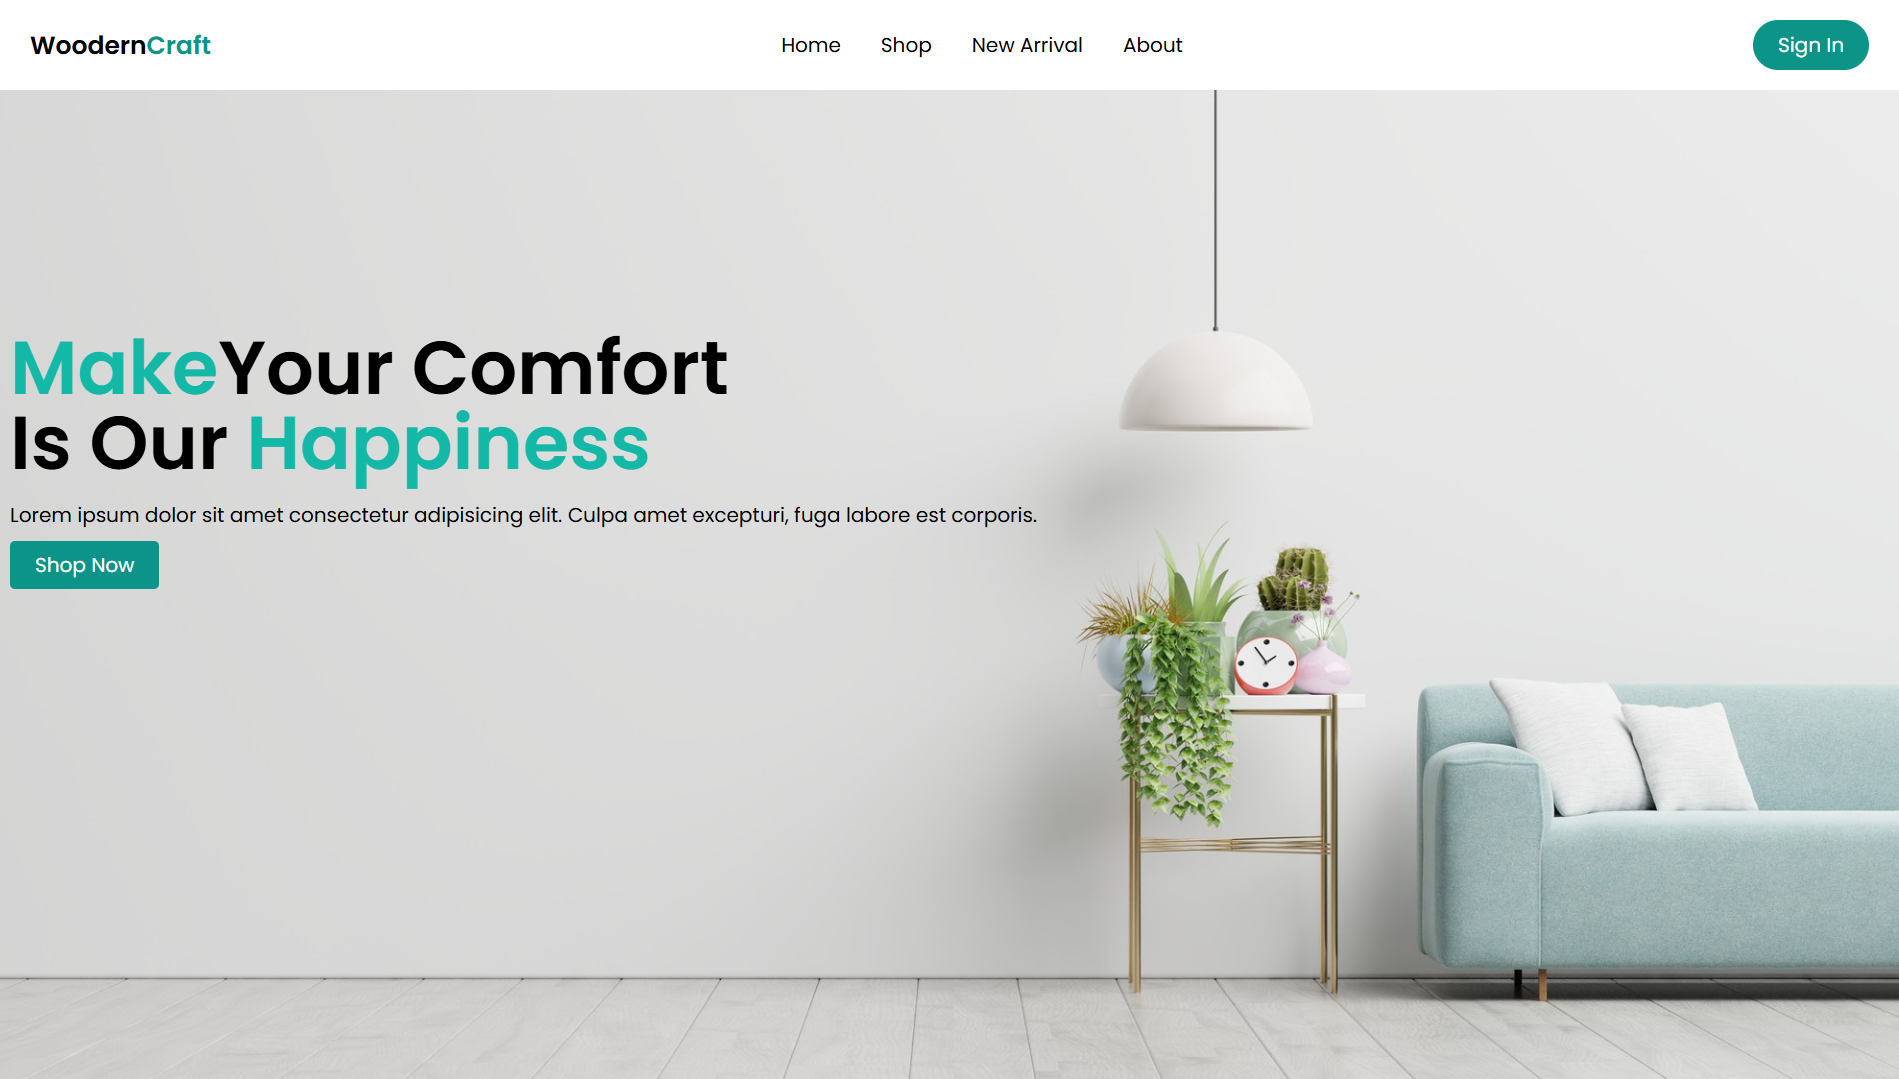 WoodernCraft
Home Shop New Arrival About
Sign In
MakeYour Comfort
Is Our Happiness
Lorem ipsum dolor sit amet consectetur adipisicing elit. Culpa amet excepturi, fuga labore est corporis.
Shop Now